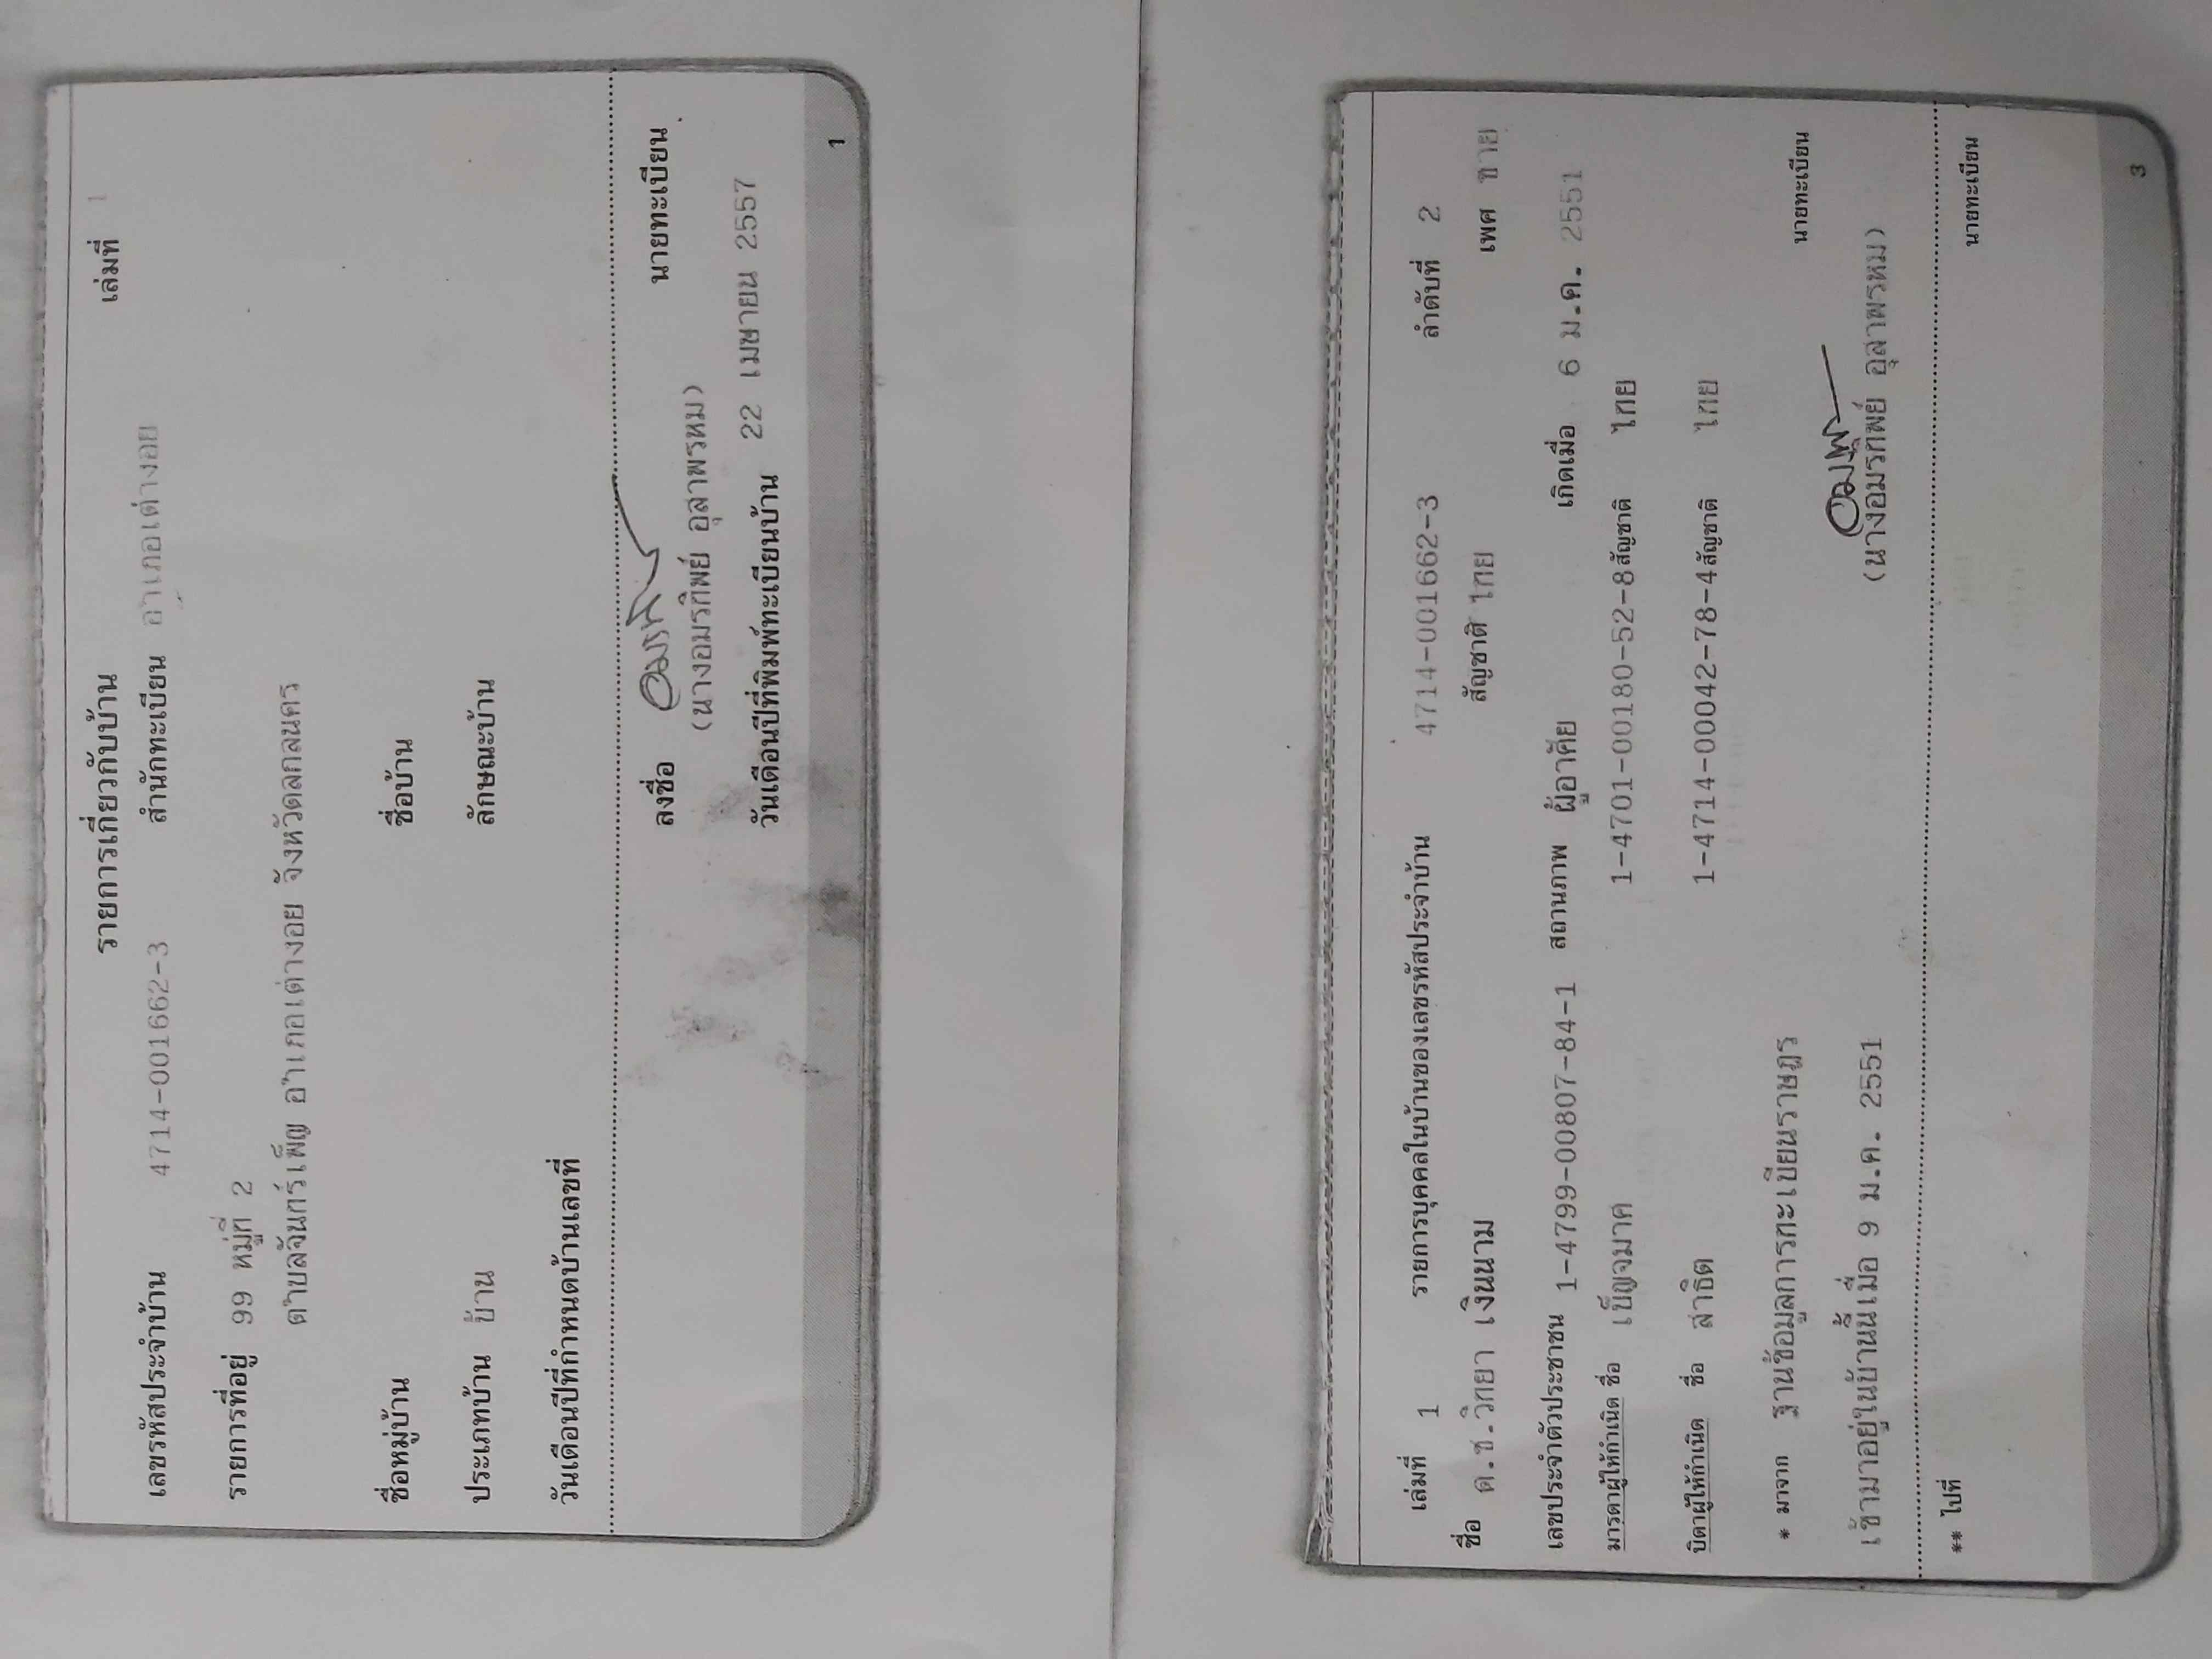 รายการเกี่ยวกับบ้าน เล่มที่ 1
เลขรหัสประจำบ้าน 4714-001662-3 สำนักทะเบียน อำเภอเต่างอย
รายการที่อยู่ 99 หมู่ที่ 2
ตำบลจันทร์เพ็ญ อำเภอเต่างอย จังหวัดสกลนคร
ชื่อหมู่บ้าน ชื่อบ้าน
ประเภทบ้าน บ้าน ลักษณะบ้าน
วันเดือนปีที่กำหนดบ้านเลขที่
ลงชื่อ นายทะเบียน
(นางอมรทิพย์ อุสาพรหม)
วันเดือนปีที่พิมพ์ทะเบียนบ้าน 22 เมษายน 2557
1
เล่มที่ 1 รายการบุคคลในบ้านของเลขรหัสประจำบ้าน 4714-001662-3 ลำดับที่ 2
ชื่อ ด.ช.วิทยา เงินนาม สัญชาติ ไทย เพศ ชาย
เลขประจำตัวประชาชน 1-4799-00807-84-1 สถานภาพ ผู้อาศัย เกิดเมื่อ 6 ม.ค. 2551
มารดาผู้ให้กำเนิด ชื่อ เบ็ญจมาค 1-4701-00180-52-8 สัญชาติ ไทย
บิดาผู้ให้กำเนิด ชื่อ สาธิต 1-4714-00042-78-4 สัญชาติ ไทย
* มาจาก ฐานข้อมูลการทะเบียนราษฎร นายทะเบียน
เข้ามาอยู่ในบ้านนี้เมื่อ 9 ม.ค. 2551 (นางอมรทิพย์ อุสาพรหม)
** ไปที่ นายทะเบียน
3